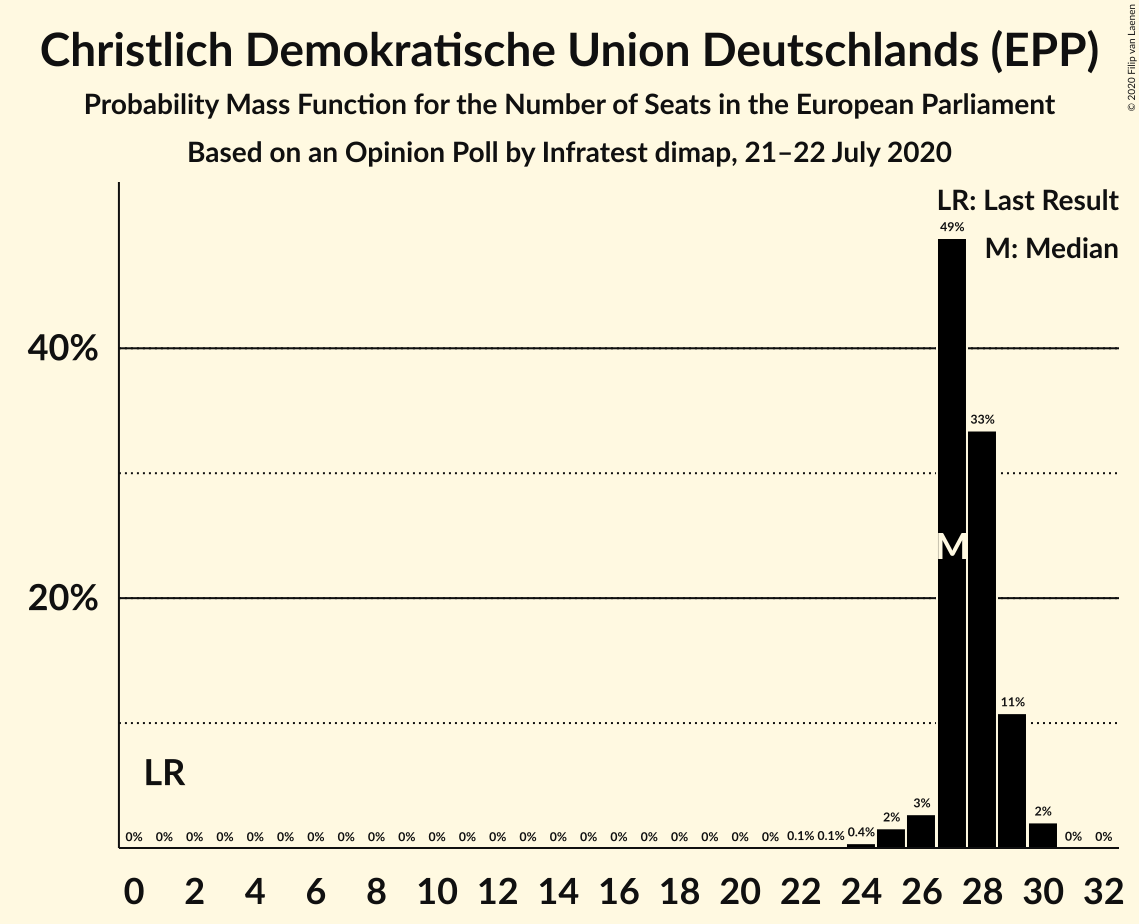 Christlich Demokratische Union Deutschlands (EPP)
Probability Mass Function for the Number of Seats in the European Parliament
Based on an Opinion Poll by Infratest dimap, 21–22 July 2020
© 2020 Filip van Laenen
LR: Last Result
M: Median
49%
40%
33%
M
20%
11%
LR
0% 0% 0% 0% 0% 0% 0% 0% 0% 0% 0% 0% 0% 0% 0% 0% 0% 0% 0% 0% 0% 0% 0.1% 0.1% 0.4% 2% 3% 2% 0% 0%
0 2 4 6 8 10 12 14 16 18 20 22 24 26 28 30 32